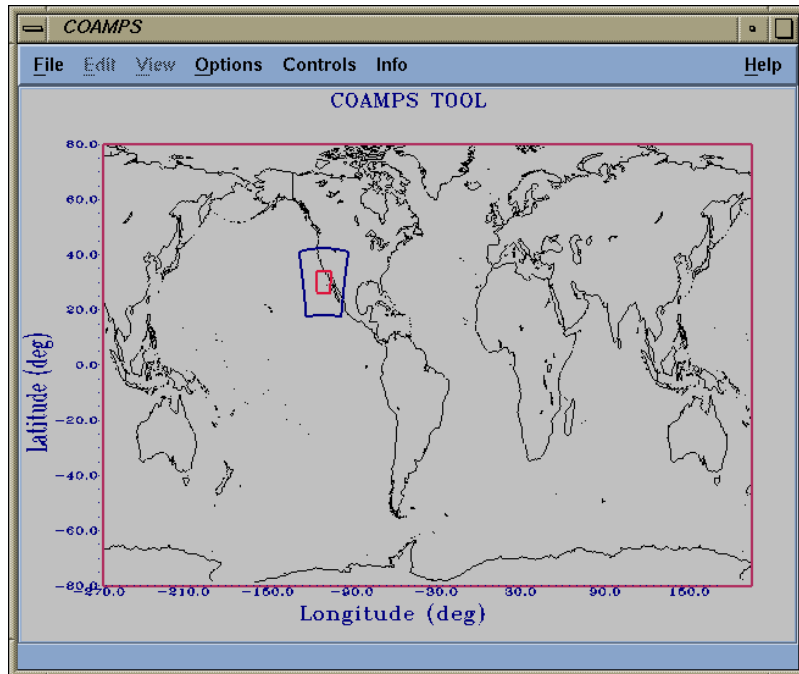 COAMPS
File Edit View Options Controls Info Help
COAMPS TOOL
80.0
60.0
40.0
20.0
0.0
-20.0
-40.0
-60.0
-80.0
Latitude (deg)
-270.0 -210.0 -150.0 -90.0 -30.0 30.0 90.0 150.0
Longitude (deg)